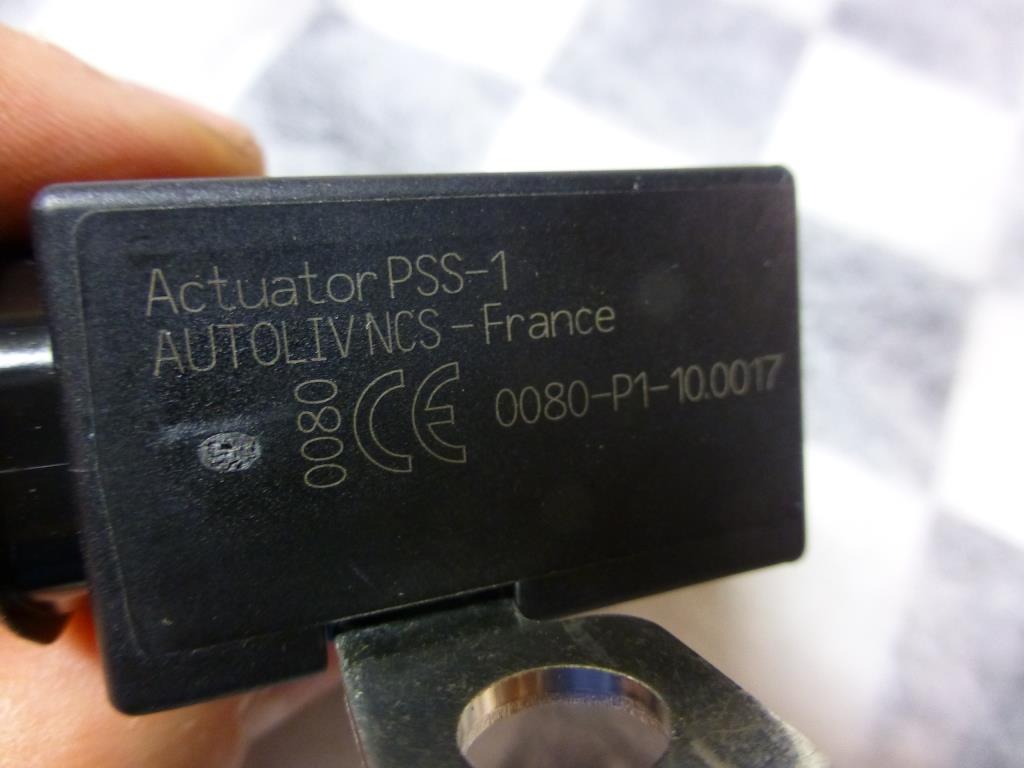 Actuator PSS-1
AUTOLIV NCS - France
0080 CE 0080-P1-10.0017